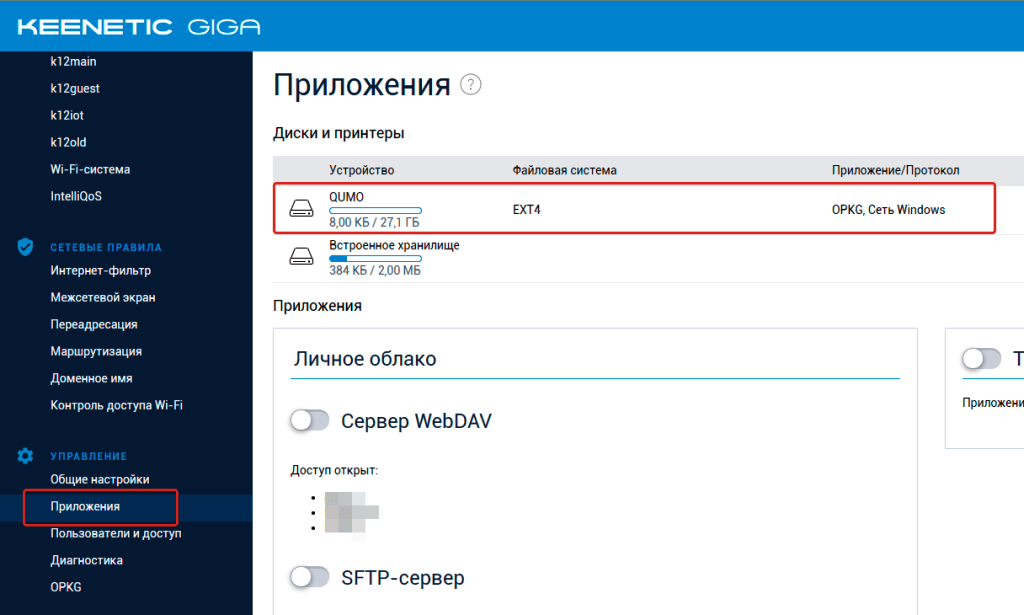 KEENETIC GIGA
k12main
k12guest
k12iot
k12old
Wi-Fi-система
IntelliQoS
СЕТЕВЫЕ ПРАВИЛА
Интернет-фильтр
Межсетевой экран
Переадресация
Маршрутизация
Доменное имя
Контроль доступа Wi-Fi
УПРАВЛЕНИЕ
Общие настройки
Приложения
Пользователи и доступ
Диагностика
OPKG
Приложения ?
Диски и принтеры
Устройство Файловая система Приложение/Протокол
QUMO
8,00 КБ / 27,1 ГБ
EXT4 OPKG, Сеть Windows
Встроенное хранилище
384 КБ / 2,00 МБ
Приложения
Личное облако
Сервер WebDAV
Доступ открыт:
SFTP-сервер
Т
Приложени